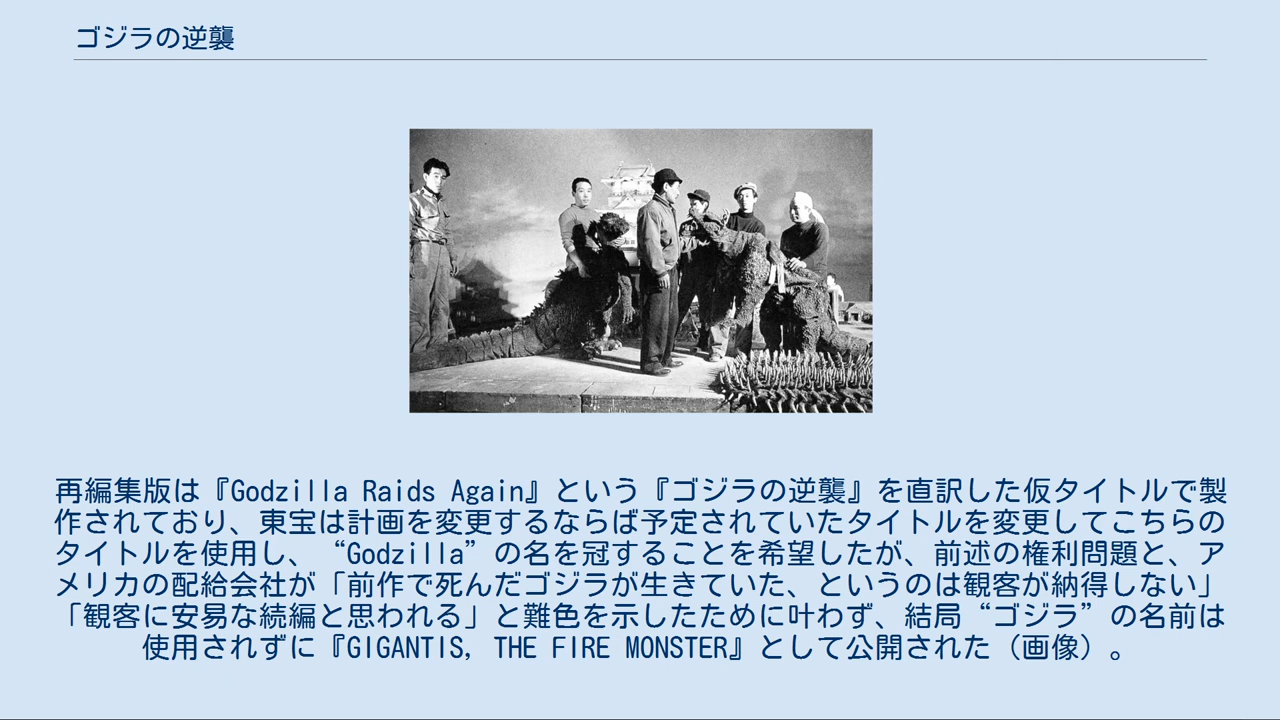 ゴジラの逆襲
再編集版は『Godzilla Raids Again』という『ゴジラの逆襲』を直訳した仮タイトルで製
作されており、東宝は計画を変更するならば予定されていたタイトルを変更してこちらの
タイトルを使用し、“Godzilla”の名を冠することを希望したが、前述の権利問題と、ア
メリカの配給会社が「前作で死んだゴジラが生きていた、というのは観客が納得しない」
「観客に安易な続編と思われる」と難色を示したために叶わず、結局“ゴジラ”の名前は
使用されずに『GIGANTIS, THE FIRE MONSTER』として公開された（画像）。